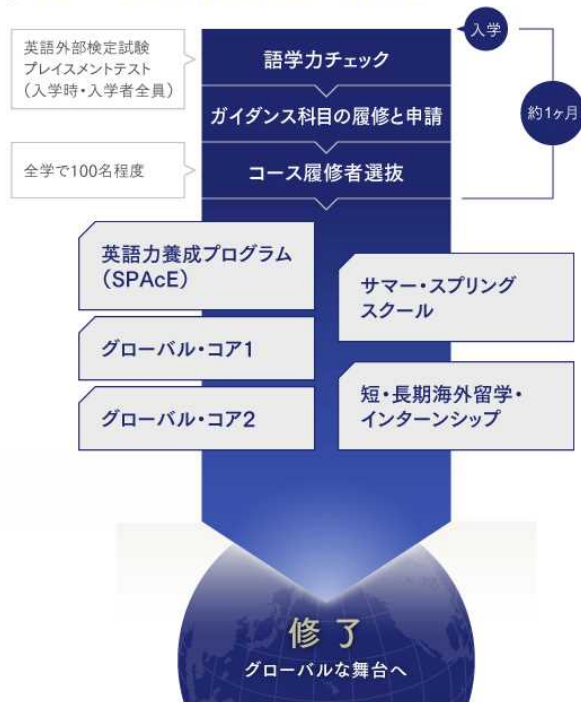 入学
英語外部検定試験
プレイスメントテスト
(入学時・入学者全員)
語学力チェック
ガイダンス科目の履修と申請
約1ヶ月
全学で100名程度
コース履修者選抜
英語力養成プログラム
(SPAcE)
サマー・スプリング
スクール
グローバル・コア1
グローバル・コア2
短・長期海外留学・
インターンシップ
修了
グローバルな舞台へ